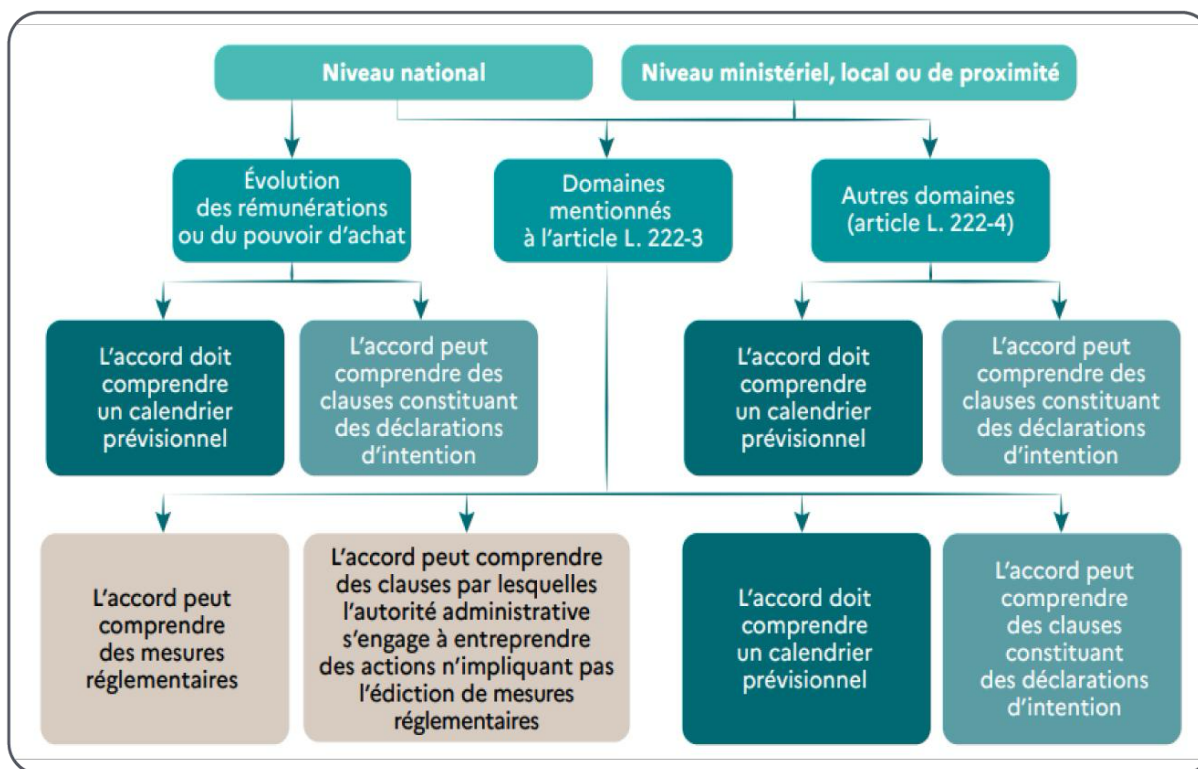 Niveau national
Niveau ministériel, local ou de proximité
Évolution
des rémunérations
ou du pouvoir d’achat
Domaines
mentionnés
à l’article L. 222-3
Autres domaines
(article L. 222-4)
L’accord doit
comprendre
un calendrier
prévisionnel
L’accord peut
comprendre des
clauses constituant
des déclarations
d’intention
L’accord doit
comprendre
un calendrier
prévisionnel
L’accord peut
comprendre des
clauses constituant
des déclarations
d’intention
L’accord peut
comprendre
des mesures
réglementaires
L’accord peut comprendre
des clauses par lesquelles
l’autorité administrative
s’engage à entreprendre
des actions n’impliquant pas
l’édiction de mesures
réglementaires
L’accord doit
comprendre
un calendrier
prévisionnel
L’accord peut
comprendre
des clauses
constituant
des déclarations
d’intention